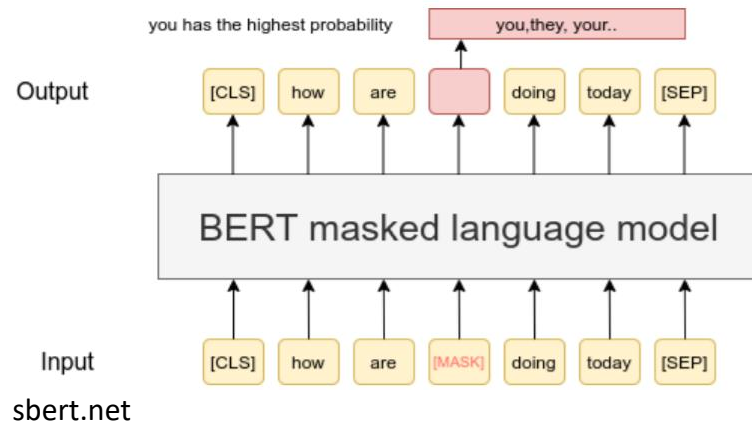 you has the highest probability
you,they, your..
Output
[CLS] how are doing today [SEP]
BERT masked language model
Input
[CLS] how are [MASK] doing today [SEP]
sbert.net